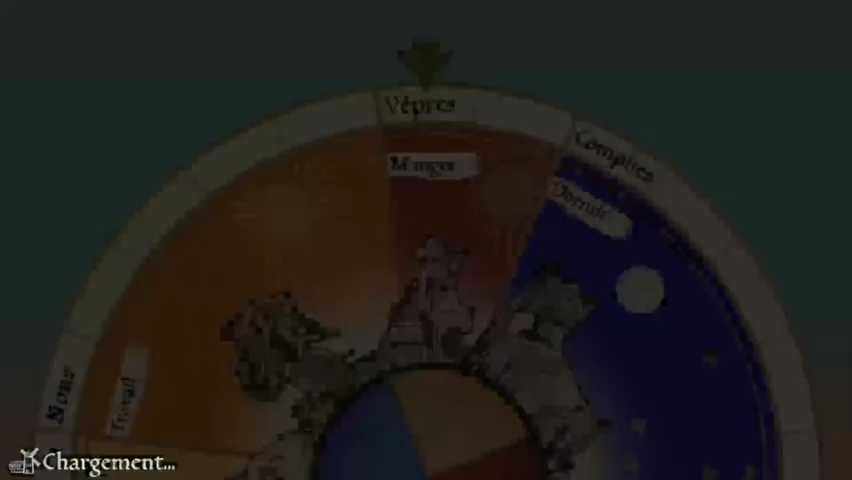 Vêpres
Complies
Manger
Dormir
None
Travail
Chargement...